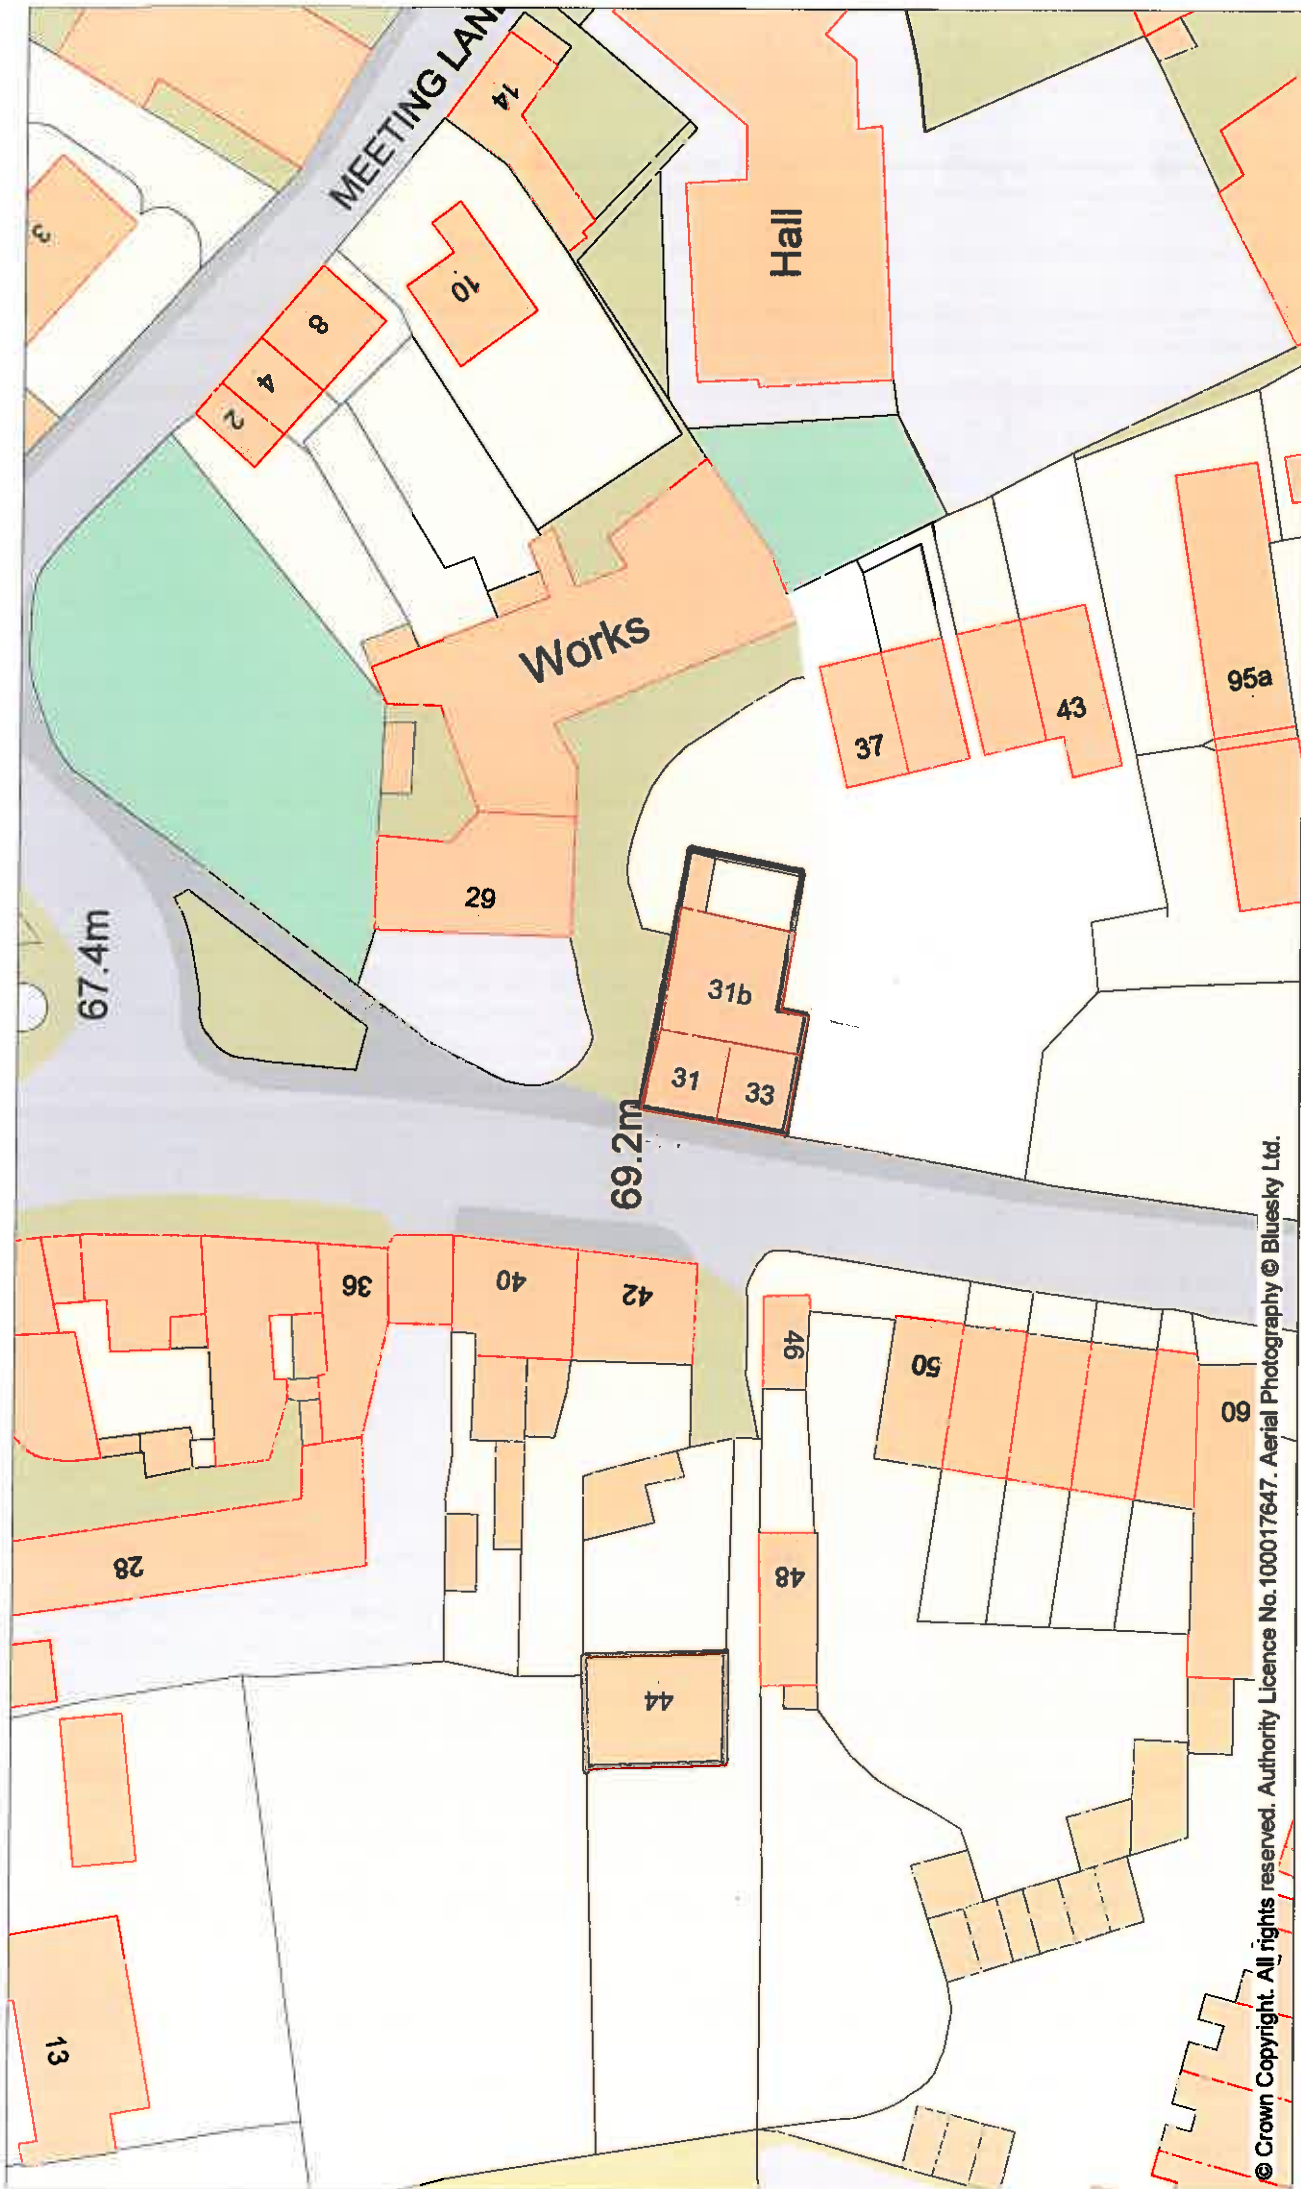 MEETING LANE
14
3
10
8
4
2
Hall
Works
95a
43
37
29
67.4m
31b
31
33
69.2m
36
40
42
46
50
60
28
48
44
13
© Crown Copyright. All rights reserved. Authority Licence No.100017647. Aerial Photography © Bluesky Ltd.